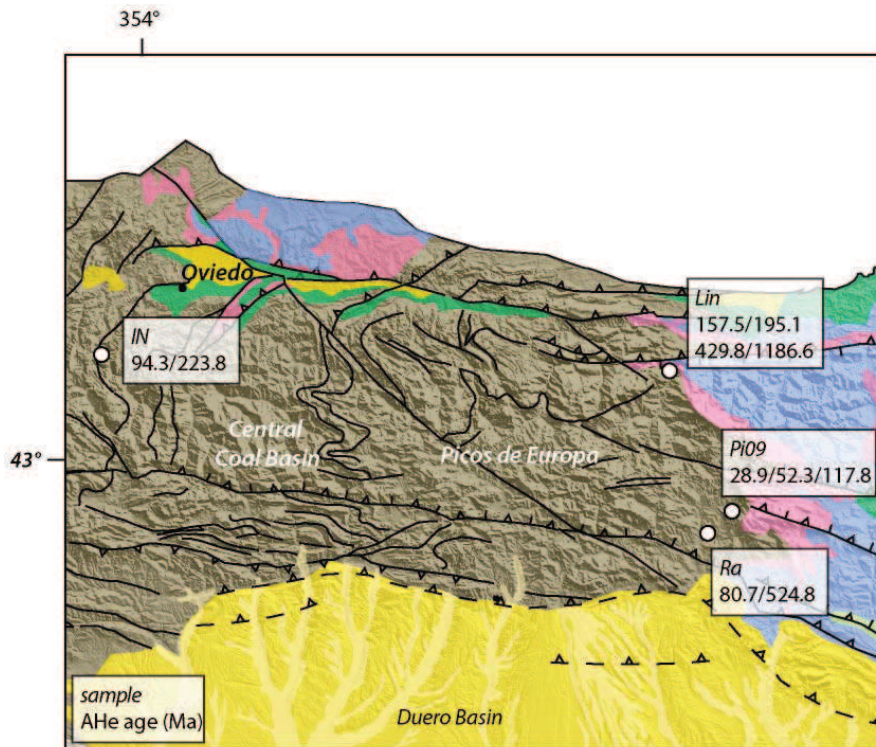 354°
Oviedo
Lin
157.5/195.1
429.8/1186.6
IN
94.3/223.8
Central
Coal Basin
Picos de Europa
43°
Pi09
28.9/52.3/117.8
Ra
80.7/524.8
sample
AHe age (Ma)
Duero Basin